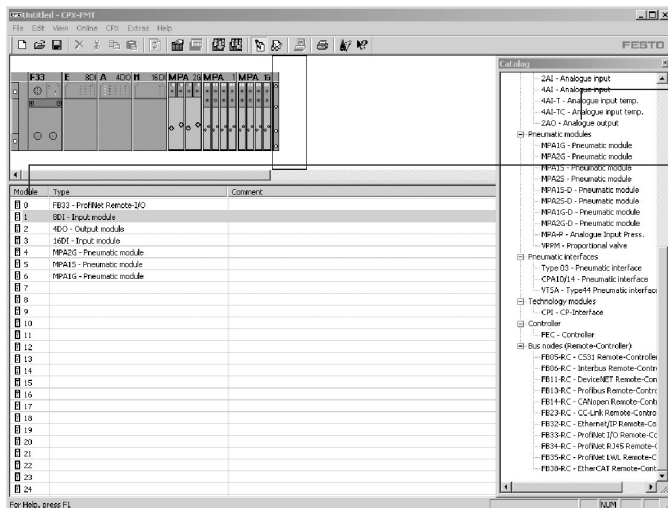 Untitled - CPX-FMT
File Edit View Online CPX Extras Help
FESTO
F33 E 8DI A 4DO M 16DI MPA 2G MPA 1 MPA 1G
Module Type Comment
0 FB33 - ProfiNet Remote-I/O
1 8DI - Input module
2 4DO - Output module
3 16DI - Input module
4 MPA2G - Pneumatic module
5 MPA1S - Pneumatic module
6 MPA1G - Pneumatic module
7
8
9
10
11
12
13
14
15
16
17
18
19
20
21
22
23
24
Catalog
2AI - Analogue input
4AI - Analogue input
4AI-T - Analogue input temp.
4AI-TC - Analogue input temp.
2AO - Analogue output
Pneumatic modules
MPA1G - Pneumatic module
MPA2G - Pneumatic module
MPA1S - Pneumatic module
MPA2S - Pneumatic module
MPA1S-D - Pneumatic module
MPA2S-D - Pneumatic module
MPA1G-D - Pneumatic module
MPA2G-D - Pneumatic module
MPA-P - Analogue Input Press.
VPPM - Proportional valve
Pneumatic interfaces
Type 03 - Pneumatic interface
CPA10/14 - Pneumatic interface
VTSA - Type44 Pneumatic interfac
Technology modules
CPI - CP-Interface
Controller
FEC - Controller
Bus nodes (Remote-Controller)
FB05-RC - CS31 Remote-Controlle
FB06-RC - Interbus Remote-Contr
FB11-RC - DeviceNET Remote-Con
FB13-RC - Profibus Remote-Contro
FB14-RC - CANopen Remote-Conti
FB23-RC - CC-Link Remote-Contro
FB32-RC - Ethernet/IP Remote-Co
FB33-RC - ProfiNet I/O Remote-Co
FB34-RC - ProfiNet RJ45 Remote-C
FB35-RC - ProfiNet LWL Remote-C
FB38-RC - EtherCAT Remote-Cont
For Help, press F1
NUM